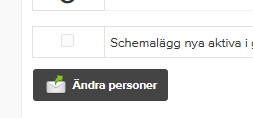 Schemalägg nya aktiva i
Ändra personer